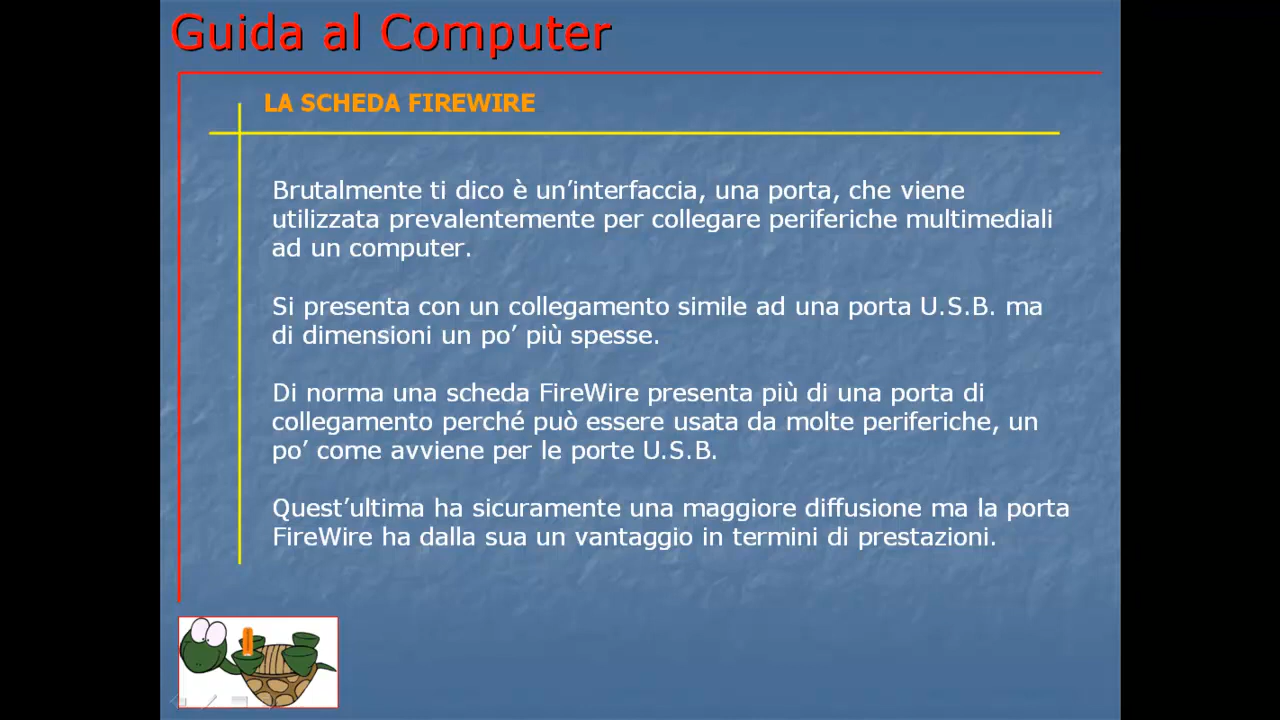 Guida al Computer
LA SCHEDA FIREWIRE
Brutalmente ti dico è un’interfaccia, una porta, che viene
utilizzata prevalentemente per collegare periferiche multimediali
ad un computer.
Si presenta con un collegamento simile ad una porta U.S.B. ma
di dimensioni un po’ più spesse.
Di norma una scheda FireWire presenta più di una porta di
collegamento perché può essere usata da molte periferiche, un
po’ come avviene per le porte U.S.B.
Quest’ultima ha sicuramente una maggiore diffusione ma la porta
FireWire ha dalla sua un vantaggio in termini di prestazioni.